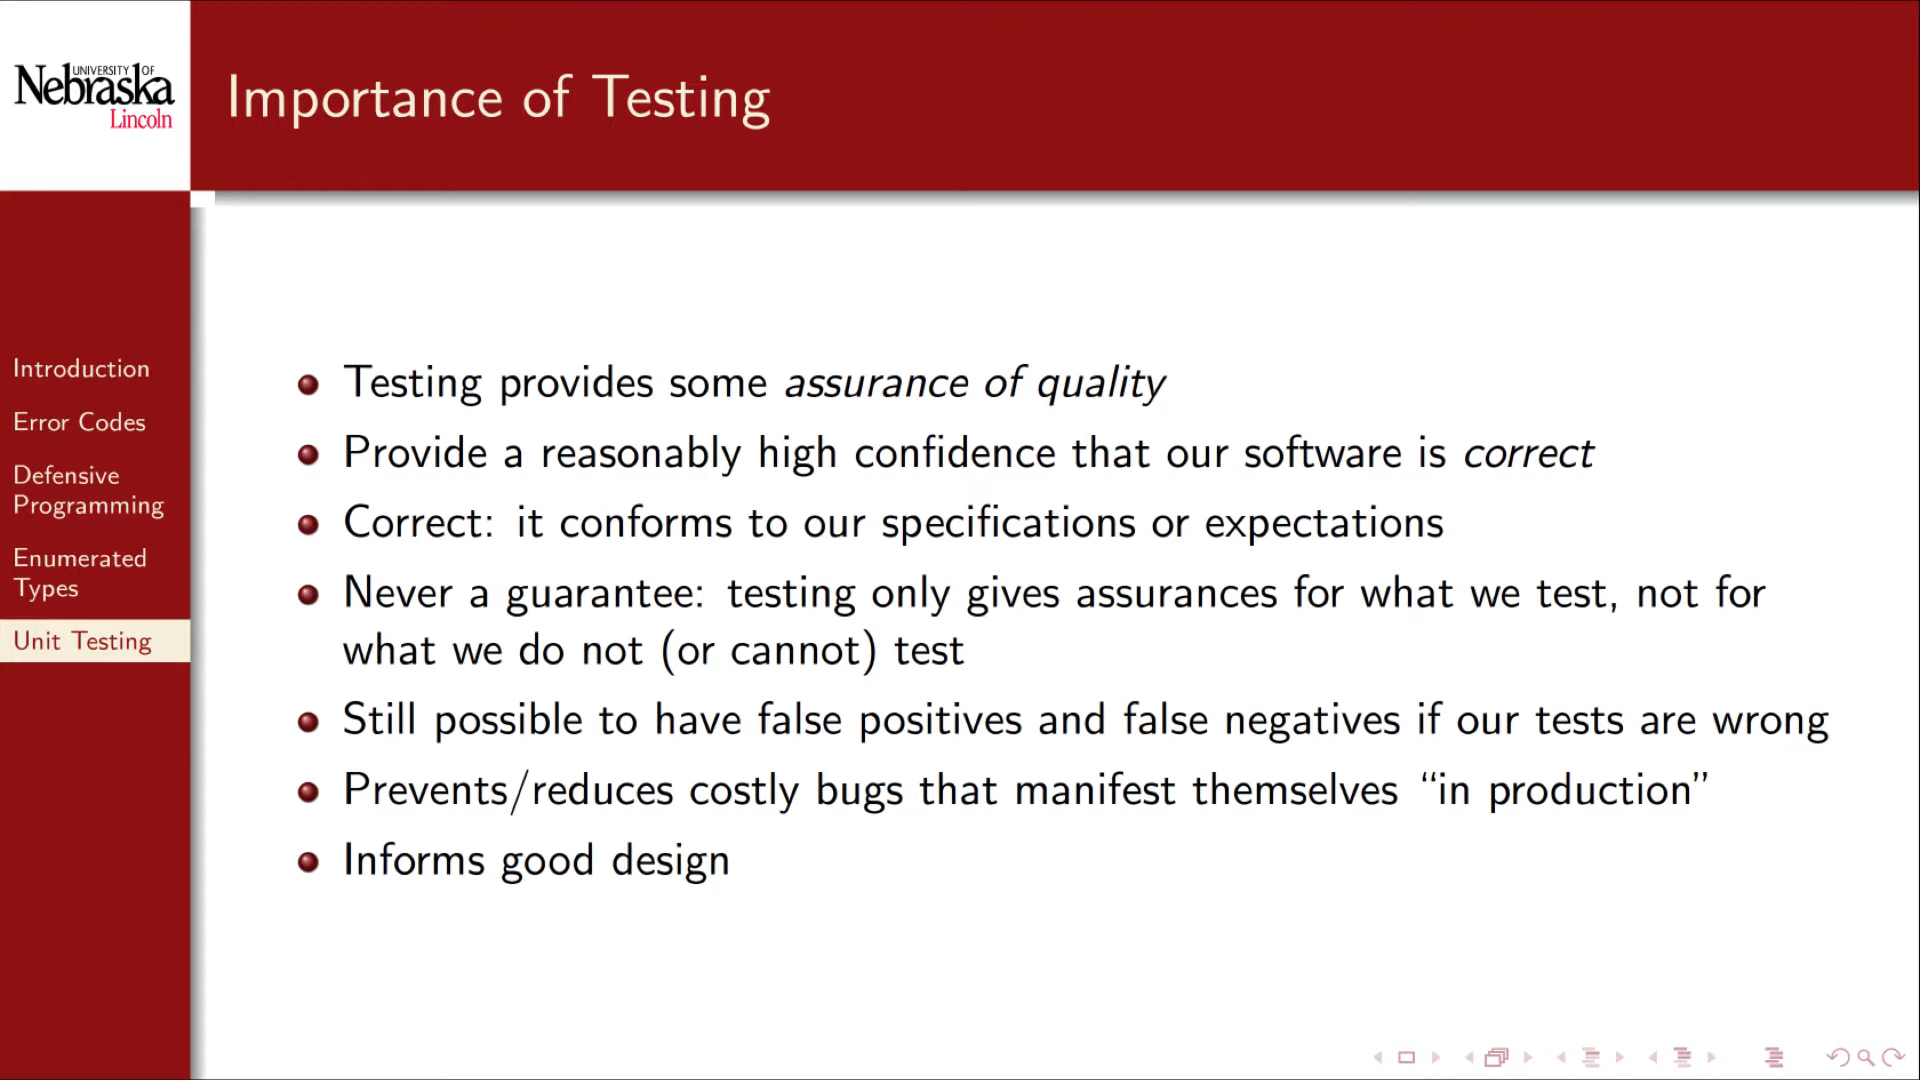 UNIVERSITY OF
Nebraska
Lincoln
Importance of Testing
Introduction
Error Codes
Defensive
Programming
Enumerated
Types
Unit Testing
Testing provides some assurance of quality
Provide a reasonably high confidence that our software is correct
Correct: it conforms to our specifications or expectations
Never a guarantee: testing only gives assurances for what we test, not for
what we do not (or cannot) test
Still possible to have false positives and false negatives if our tests are wrong
Prevents/reduces costly bugs that manifest themselves “in production”
Informs good design